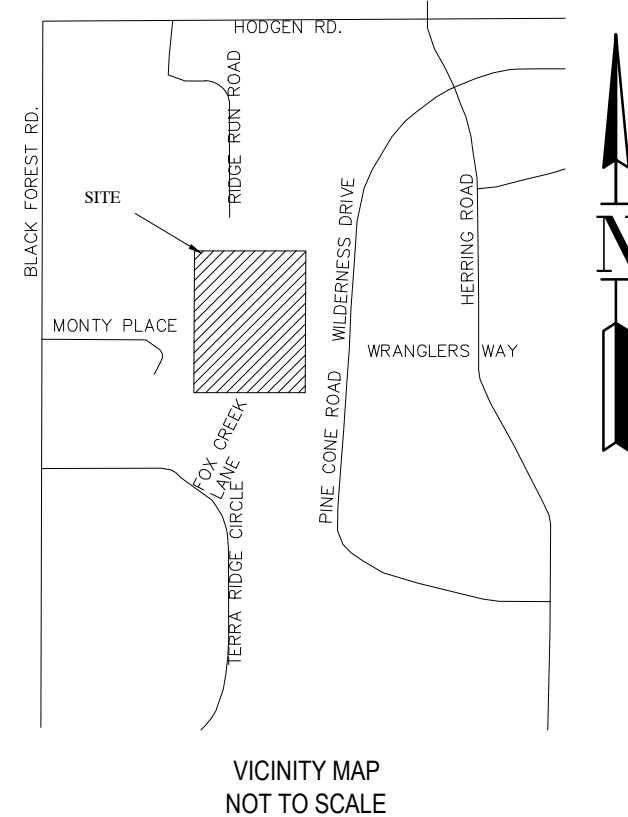 HODGEN RD.
RIDGE RUN ROAD
BLACK FOREST RD.
SITE
WILDERNESS DRIVE
HERRING ROAD
N
MONTY PLACE
WRANGLERS WAY
PINE CONE ROAD
FOX CREEK
LANE
TERRA RIDGE CIRCLE
VICINITY MAP
NOT TO SCALE